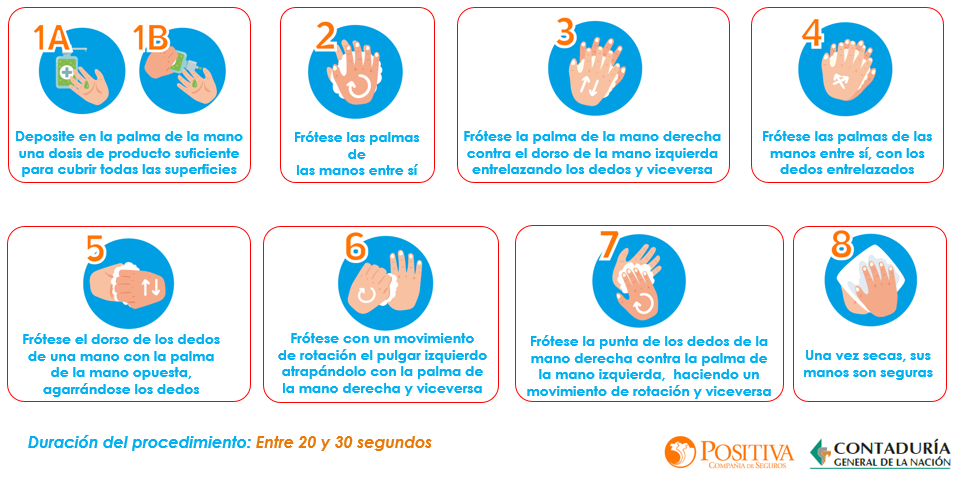 1A
1B
Deposite en la palma de la mano
una dosis de producto suficiente
para cubrir todas las superficies
2
Frótese las palmas
de
las manos entre sí
3
Frótese la palma de la mano derecha
contra el dorso de la mano izquierda
entrelazando los dedos y viceversa
4
Frótese las palmas de las
manos entre sí, con los
dedos entrelazados
5
Frótese el dorso de los dedos
de una mano con la palma
de la mano opuesta,
agarrándose los dedos
6
Frótese con un movimiento
de rotación el pulgar izquierdo
atrapándolo con la palma de
la mano derecha y viceversa
7
Frótese la punta de los dedos de la
mano derecha contra la palma de
la mano izquierda, haciendo un
movimiento de rotación y viceversa
8
Una vez secas, sus
manos son seguras
Duración del procedimiento: Entre 20 y 30 segundos
POSITIVA
COMPAÑIA DE SEGUROS
CONTADURÍA
GENERAL DE LA NACIÓN